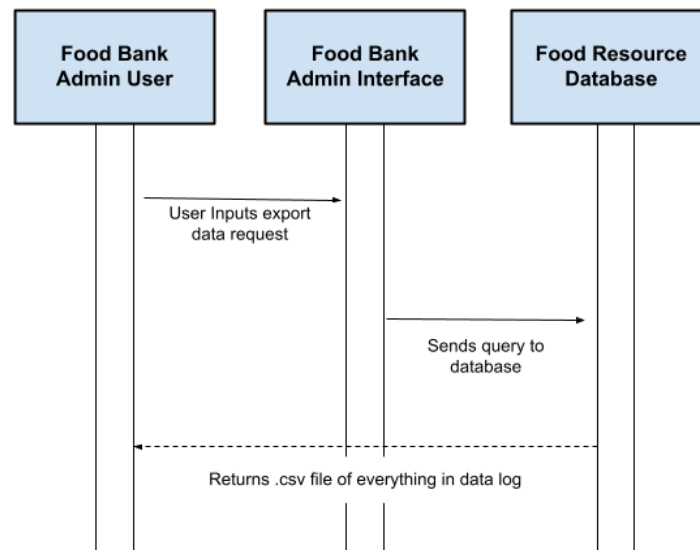 Food Bank
Admin User
Food Bank
Admin Interface
Food Resource
Database
User Inputs export
data request
Sends query to
database
Returns .csv file of everything in data log